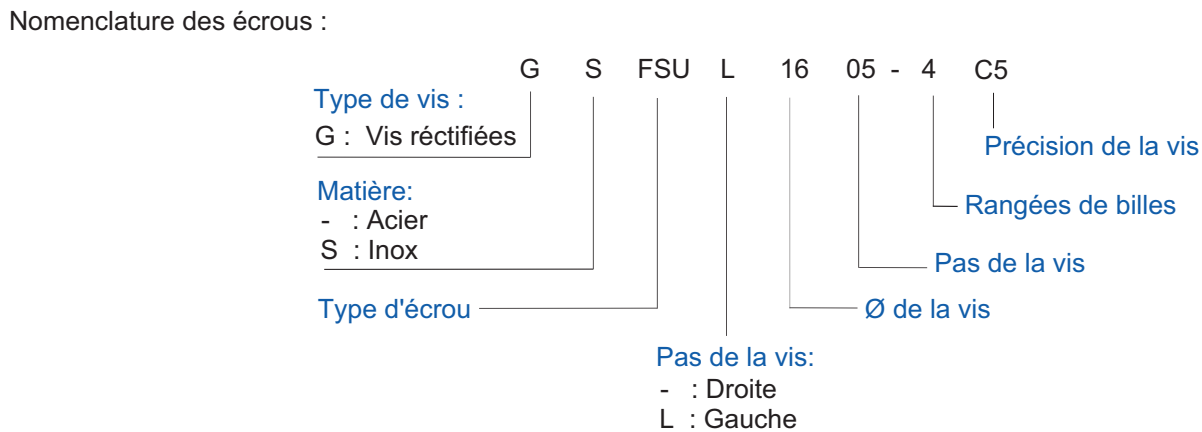 Nomenclature des écrous :
G S FSU L 16 05 - 4 C5
Type de vis :
G : Vis réctifiées
Précision de la vis
Matière:
- : Acier
S : Inox
Rangées de billes
Pas de la vis
Type d'écrou
Ø de la vis
Pas de la vis:
- : Droite
L : Gauche